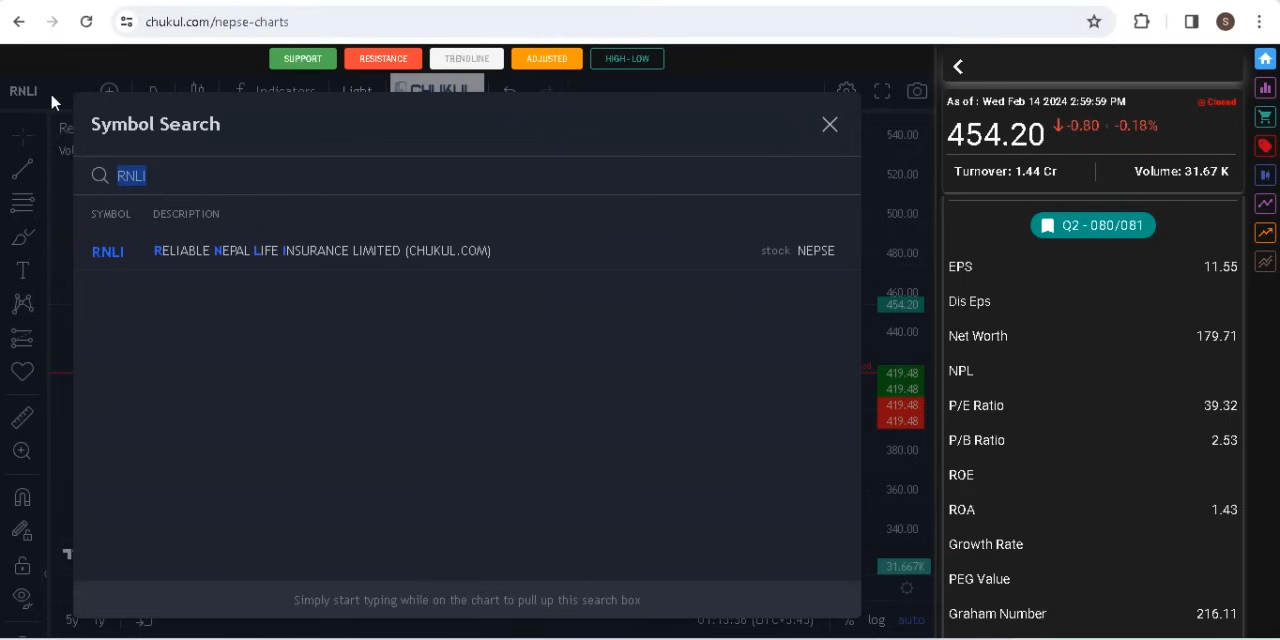 chukul.com/nepse-charts
S
SUPPORT
RESISTANCE
TRENDLINE
ADJUSTED
HIGH - LOW
RNLI
D
Indicators
Light
CHUKUL
Symbol Search
RNLI
SYMBOL DESCRIPTION
RNLI RELIABLE NEPAL LIFE INSURANCE LIMITED (CHUKUL.COM) stock NEPSE
Simply start typing while on the chart to pull up this search box
540.00
520.00
500.00
480.00
460.00
454.20
440.00
419.48
419.48
419.48
419.48
380.00
360.00
340.00
31.667K
5y 1y
% log auto
As of : Wed Feb 14 2024 2:59:59 PM
Closed
454.20 -0.80 - -0.18%
Turnover: 1.44 Cr Volume: 31.67 K
Q2 - 080/081
EPS 11.55
Dis Eps
Net Worth 179.71
NPL
P/E Ratio 39.32
P/B Ratio 2.53
ROE
ROA 1.43
Growth Rate
PEG Value
Graham Number 216.11